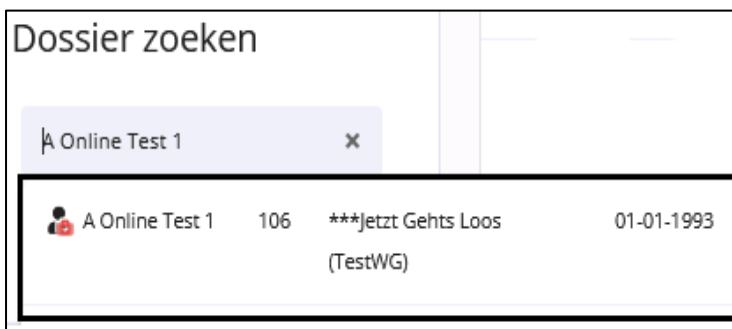 Dossier zoeken
A Online Test 1 ×
A Online Test 1 106 ***Jetzt Gehts Loos 01-01-1993
(TestWG)